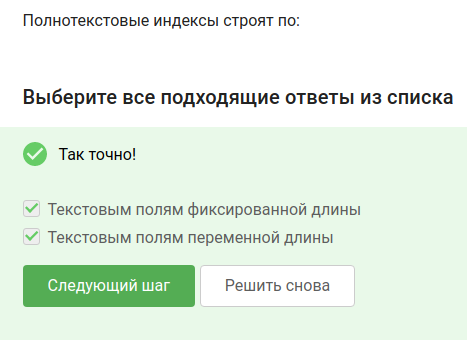 Полнотекстовые индексы строят по:
Выберите все подходящие ответы из списка
Так точно!
Текстовым полям фиксированной длины
Текстовым полям переменной длины
Следующий шаг
Решить снова